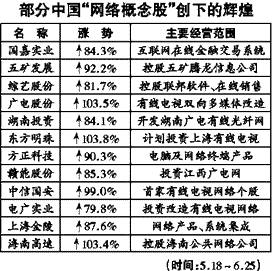 部分中国“网络概念股”创下的辉煌
名 称 涨 势 主要经营范围
国嘉实业 ↑84.3% 互联网在线金融交易系统
五矿发展 ↑92.2% 控股五矿腾龙信息公司
综艺股份 ↑81.7% 控股联邦软件、在线销售
广电股份 ↑103.5% 有线电视双向多媒体改造
湖南投资 ↑84.1% 开发湖南广电有线光纤网
东方明珠 ↑103.8% 计划投资上海有线电视
方正科技 ↑90.3% 电脑及网络终端产品
赣能股份 ↑85.3% 投资江西广电网
中信国安 ↑99.0% 首家有线电视网络个股
电广实业 ↑79.8% 投资改造有线电视网络
上海金陵 ↑87.6% 网络产品、系统集成
海南高速 ↑103.4% 控股海南公共网络公司
(时间:5.18～6.25)